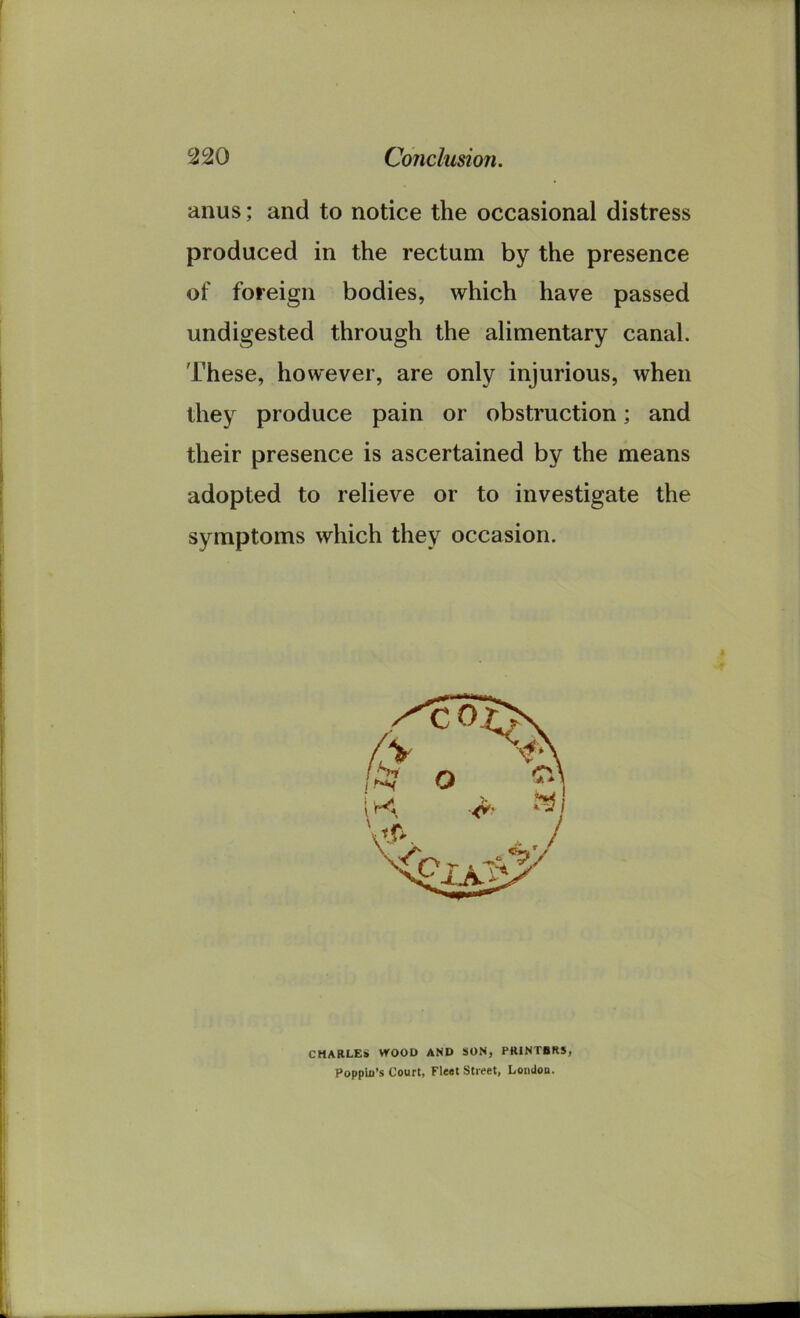 220 Conclusion.
anus; and to notice the occasional distress
produced in the rectum by the presence
of foreign bodies, which have passed
undigested through the alimentary canal.
These, however, are only injurious, when
they produce pain or obstruction; and
their presence is ascertained by the means
adopted to relieve or to investigate the
symptoms which they occasion.
COLLEGE
CHARLES WOOD AND SON, PRINTERS,
Poppin's Court, Fleet Street, London.